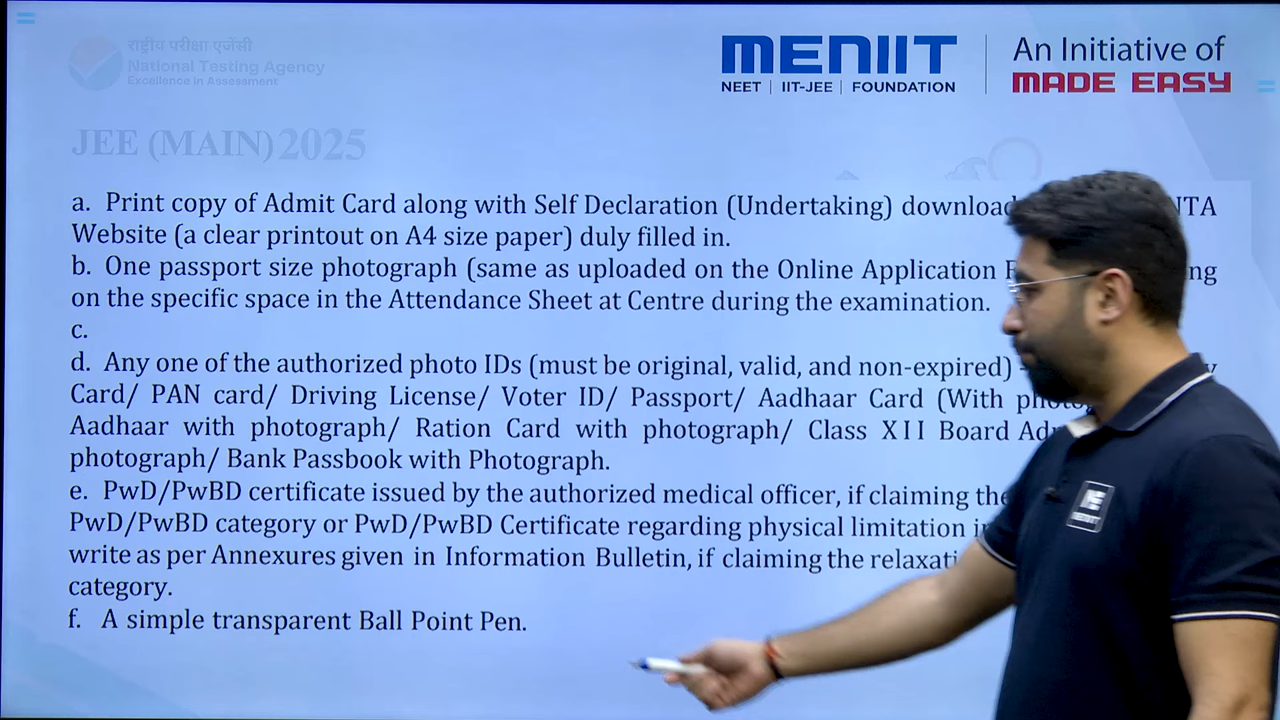 राष्ट्रीय परीक्षा एजेंसी
National Testing Agency
Excellence in Assessment
MENIIT
NEET | IIT-JEE | FOUNDATION
An Initiative of
MADE EASY
JEE (MAIN) 2025
a. Print copy of Admit Card along with Self Declaration (Undertaking) NTA
Website (a clear printout on A4 size paper) duly filled in.
b. One passport size photograph (same as uploaded on the Online Application
on the specific space in the Attendance Sheet at Centre during the examination.
c.
d. Any one of the authorized photo IDs (must be original, valid, and non-expired)
Card/ PAN card/ Driving License/ Voter ID/ Passport/ Aadhaar Card (With
Aadhaar with photograph/ Ration Card with photograph/ Class XII Board
photograph/ Bank Passbook with Photograph.
e. PwD/PwBD certificate issued by the authorized medical officer, if claiming the
PwD/PwBD category or PwD/PwBD Certificate regarding physical limitation
write as per Annexures given in Information Bulletin, if claiming the
category.
f. A simple transparent Ball Point Pen.
MENIIT